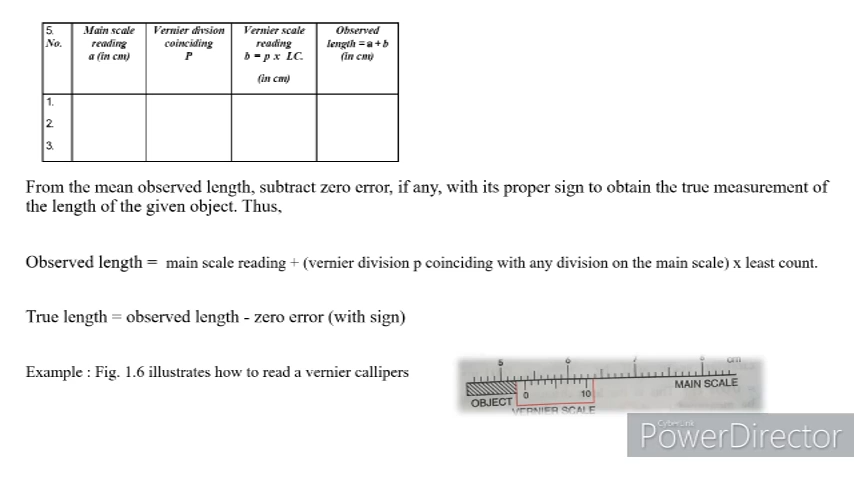 5. Main scale Vernier divsion Vernier scale Observed
No. reading coinciding reading length = a + b
a (in cm) P b = p x LC. (in cm)
(in cm)
1.
2
3.
From the mean observed length, subtract zero error, if any, with its proper sign to obtain the true measurement of
the length of the given object. Thus,
Observed length = main scale reading + (vernier division p coinciding with any division on the main scale) x least count.
True length = observed length - zero error (with sign)
Example : Fig. 1.6 illustrates how to read a vernier callipers
5 6 cm
MAIN SCALE
0 10
OBJECT
VERNIER SCALE
CyberLink
PowerDirector